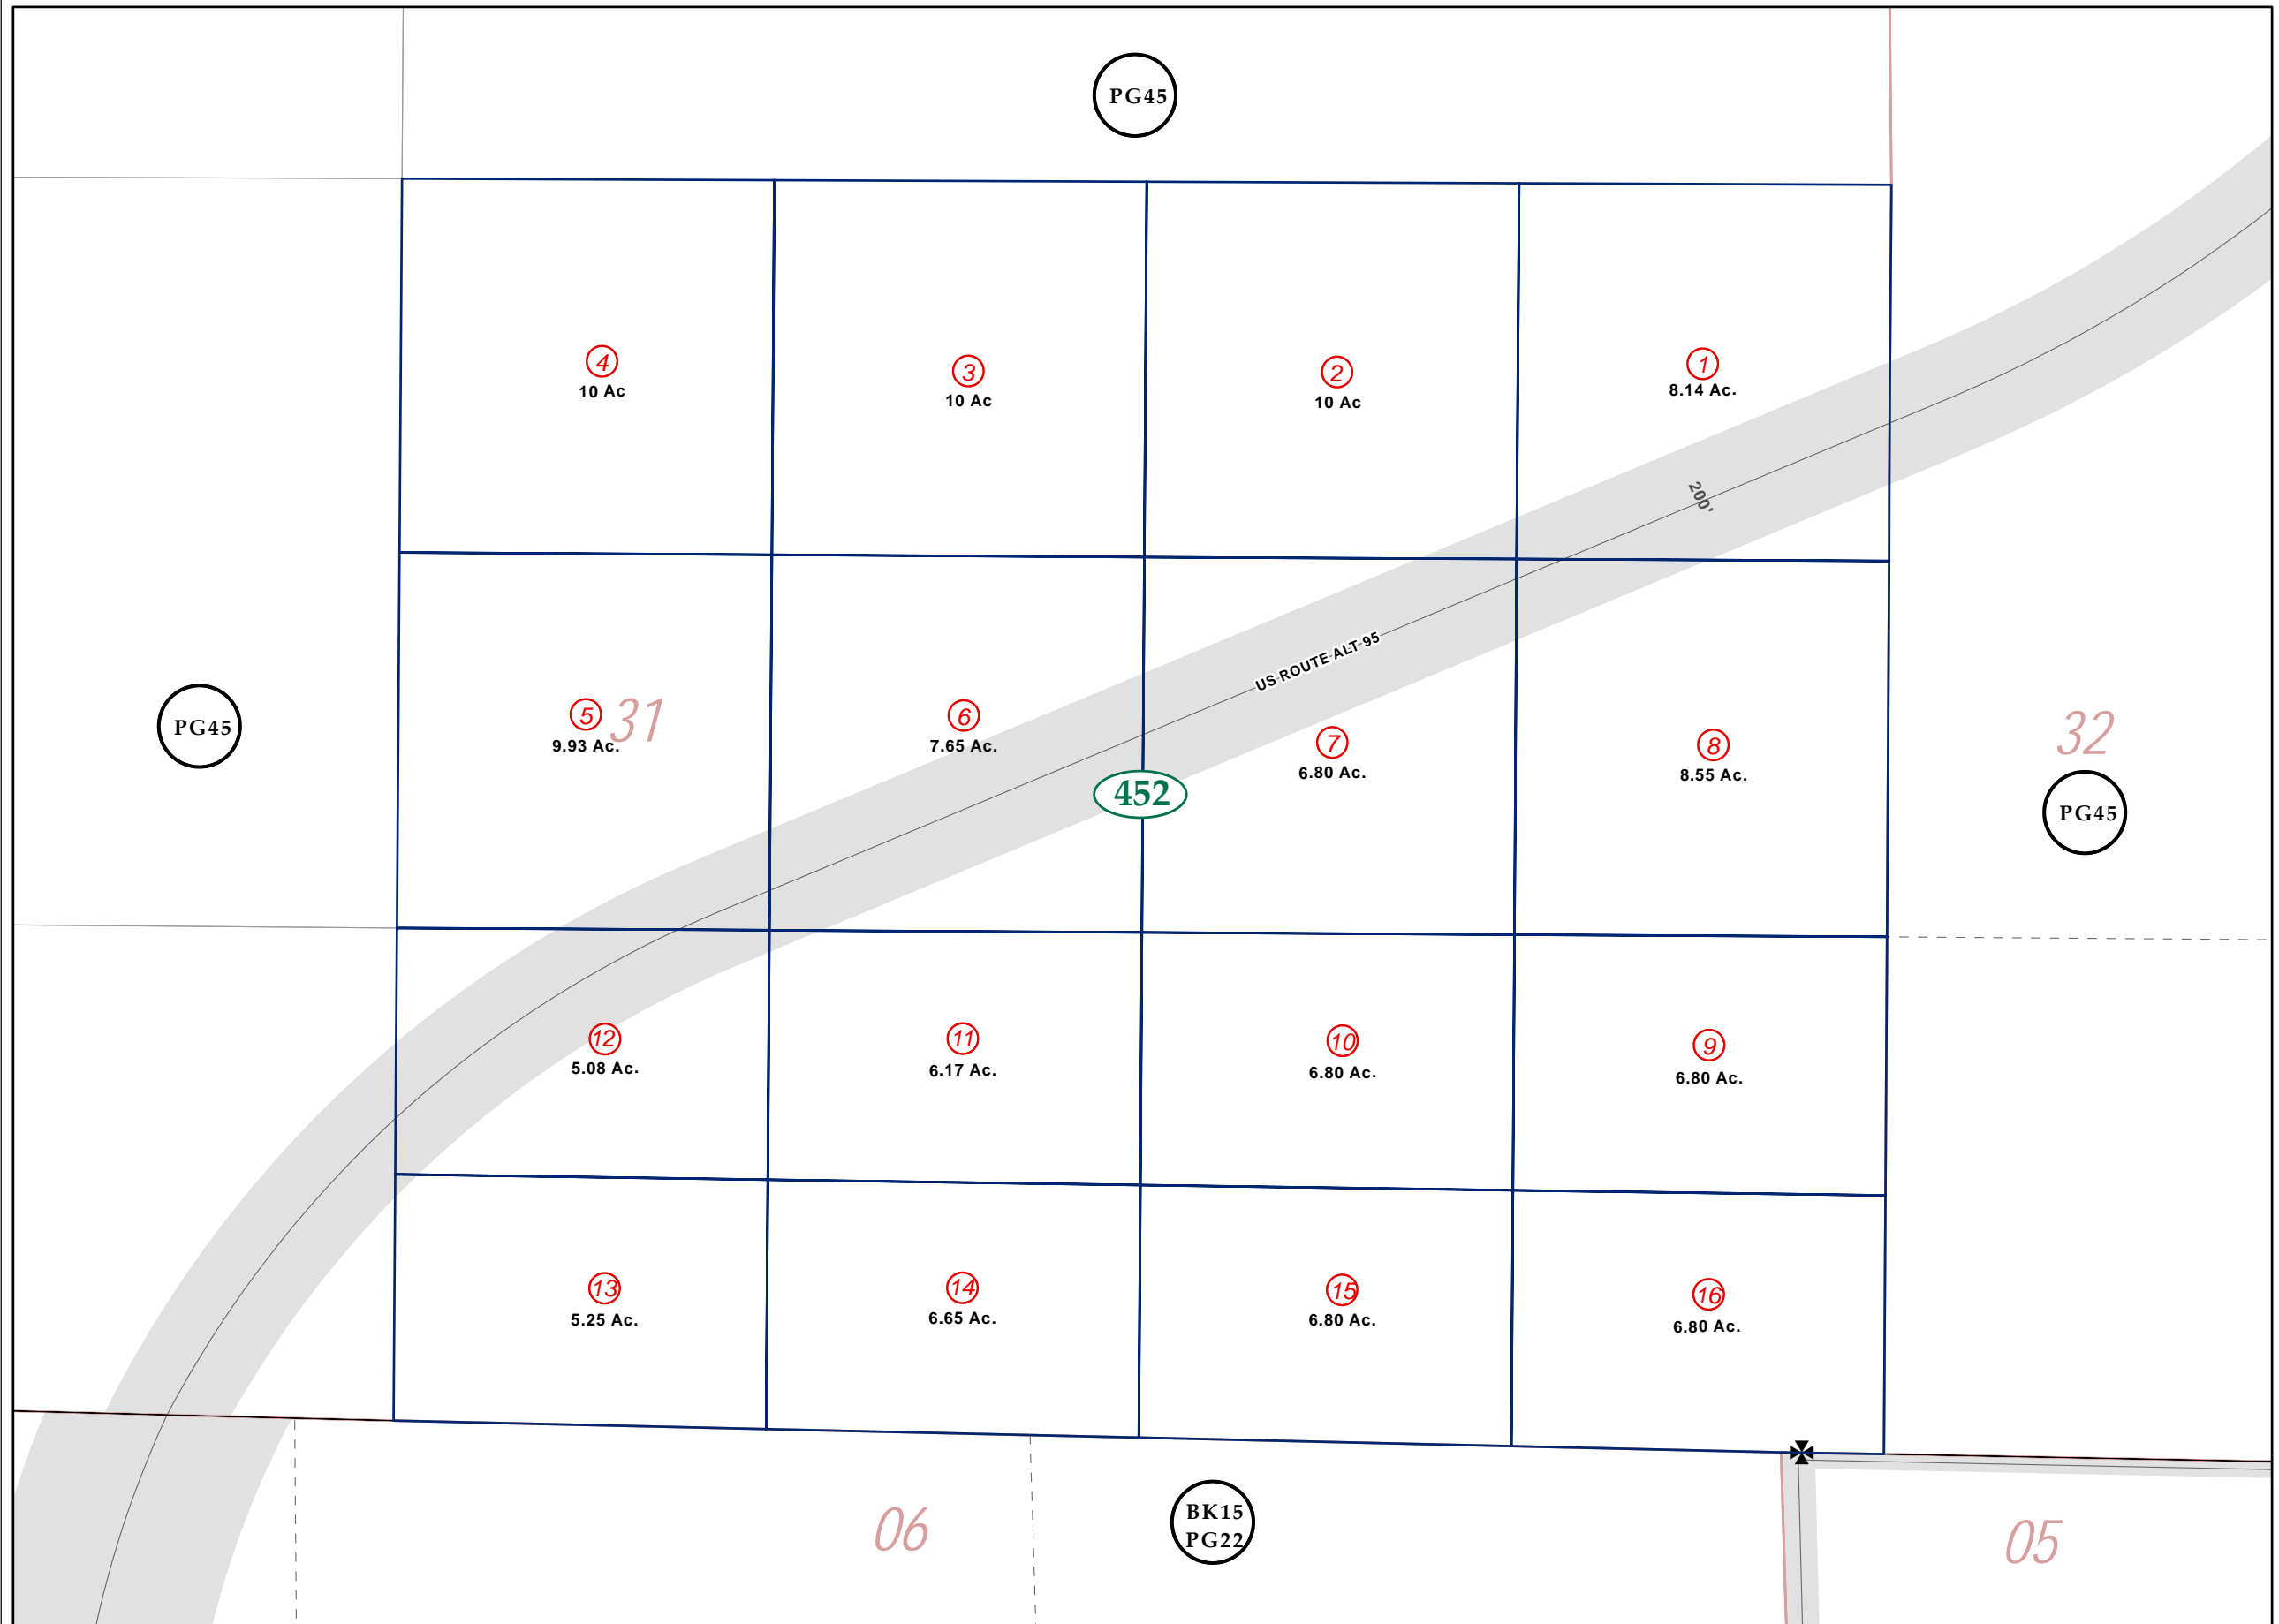 PG45
4
10 Ac
3
10 Ac
2
10 Ac
1
8.14 Ac.
200'
US ROUTE ALT 95
PG45
5
31
9.93 Ac.
6
7.65 Ac.
7
6.80 Ac.
8
8.55 Ac.
32
PG45
452
12
5.08 Ac.
11
6.17 Ac.
10
6.80 Ac.
9
6.80 Ac.
13
5.25 Ac.
14
6.65 Ac.
15
6.80 Ac.
16
6.80 Ac.
06
BK15
PG22
05